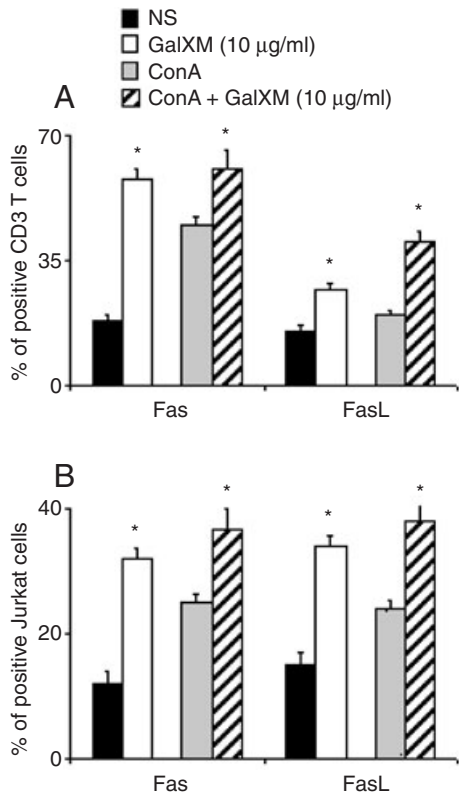 NS
GalXM (10 μg/ml)
ConA
ConA + GalXM (10 μg/ml)
A
% of positive CD3 T cells
70
35
0
* * * *
Fas FasL
B
% of positive Jurkat cells
40
20
0
* * * *
Fas FasL